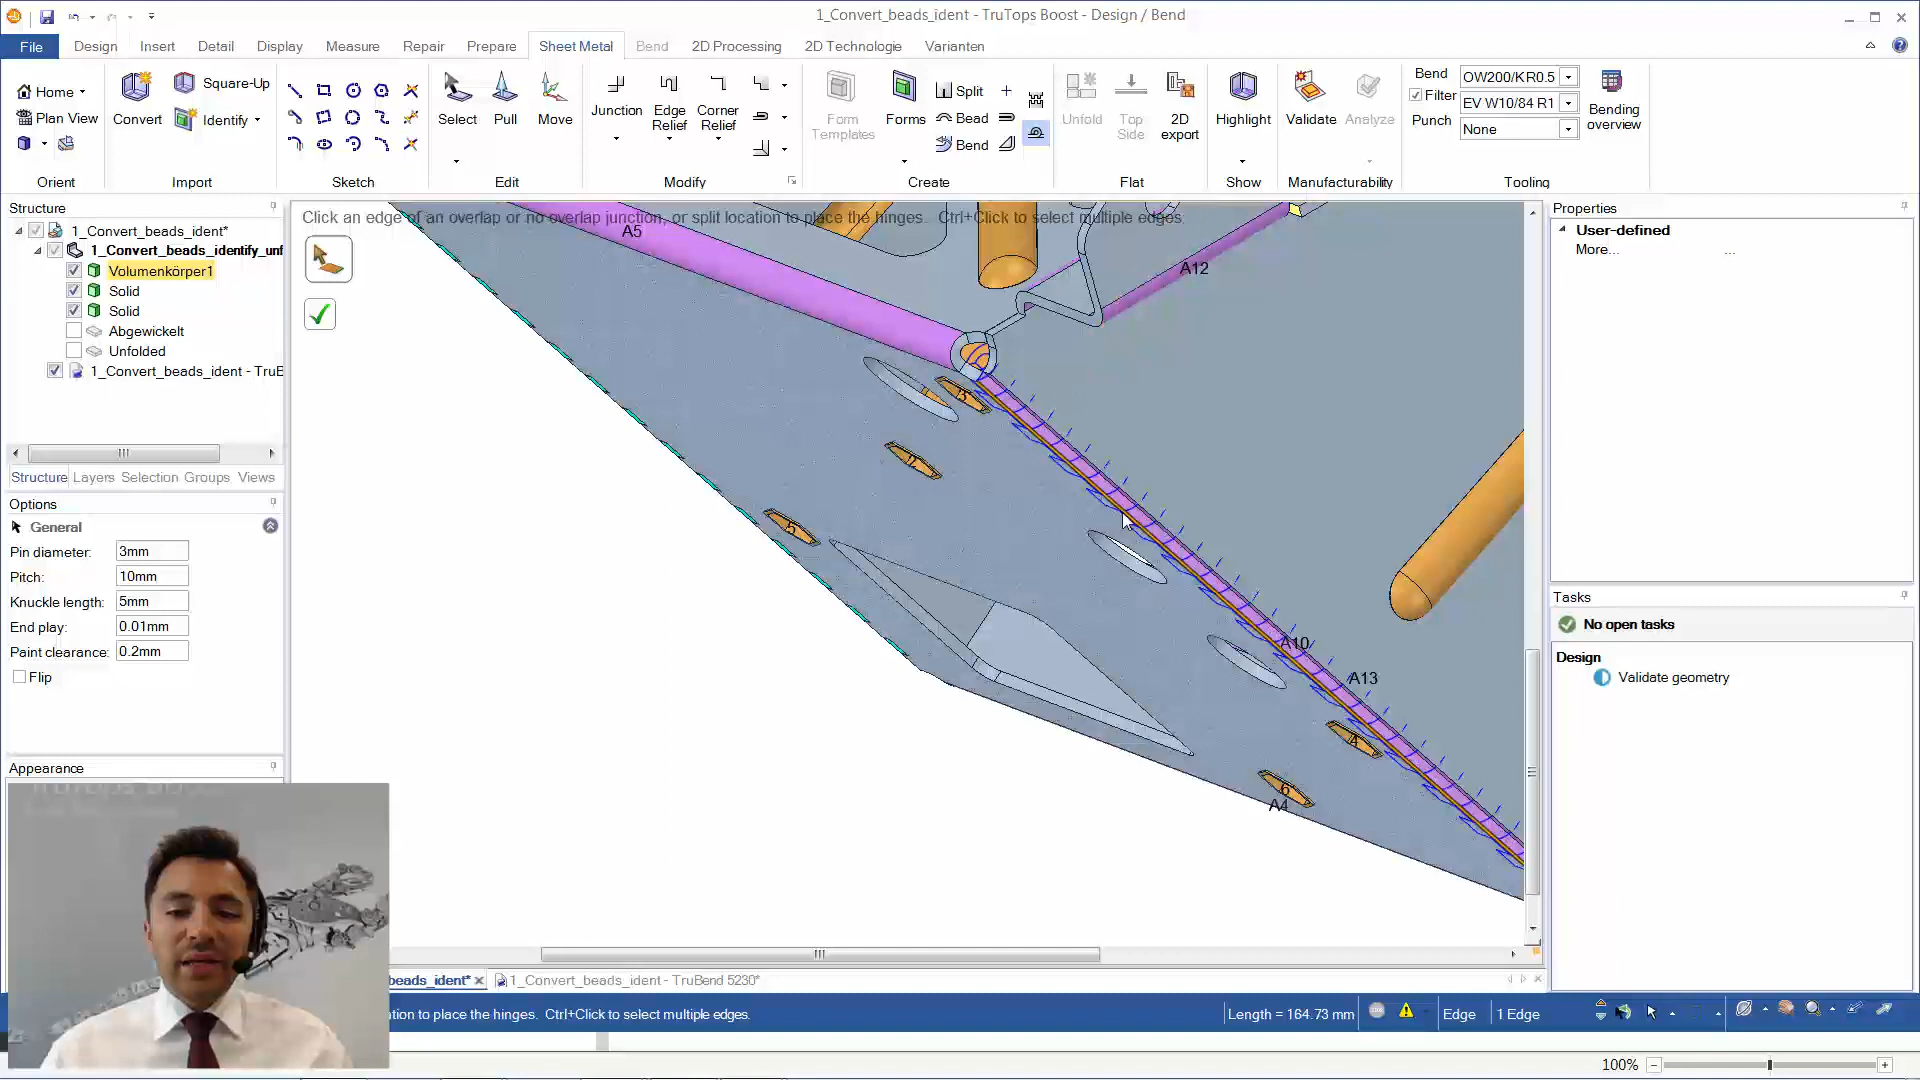 1_Convert_beads_ident - TruTops Boost - Design / Bend
File Design Insert Detail Display Measure Repair Prepare Sheet Metal Bend 2D Processing 2D Technologie Varianten
Home
Plan View
Orient
Convert
Square-Up
Identify
Import
Sketch
Select
Pull
Move
Edit
Junction
Edge Relief
Corner Relief
Modify
Form Templates
Forms
Split
Bead
Bend
Create
Unfold
Top Side
2D export
Flat
Highlight
Show
Validate
Analyze
Manufacturability
Bend OW200/KR0.5
Filter EV W10/84 R1
Punch None
Bending overview
Tooling
Structure
1_Convert_beads_ident*
1_Convert_beads_identify_unf
Volumenkörper1
Solid
Solid
Abgewickelt
Unfolded
1_Convert_beads_ident - TruB
Structure Layers Selection Groups Views
Options
General
Pin diameter: 3mm
Pitch: 10mm
Knuckle length: 5mm
End play: 0.01mm
Paint clearance: 0.2mm
Flip
Appearance
Click an edge of an overlap or no overlap junction, or split location to place the hinges. Ctrl+Click to select multiple edges.
A5
A12
3
2
5
A10
A13
4
6
A4
Properties
User-defined
More... ...
Tasks
No open tasks
Design
Validate geometry
beads_ident* 1_Convert_beads_ident - TruBend 5230*
ation to place the hinges. Ctrl+Click to select multiple edges.
Length = 164.73 mm Edge 1 Edge
100%